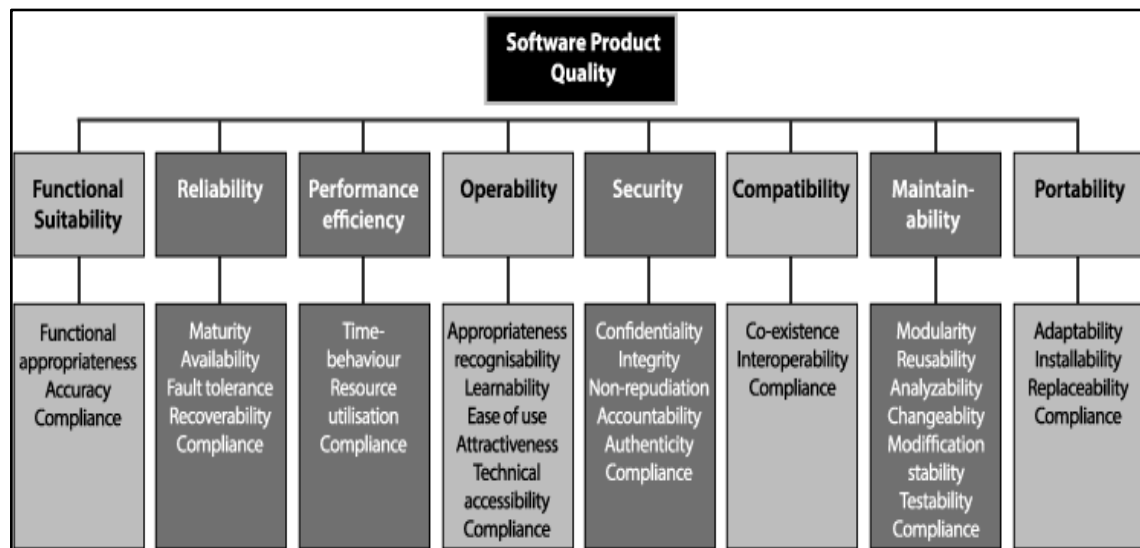 Software Product
Quality
Functional
Suitability
Reliability
Performance
efficiency
Operability
Security
Compatibility
Maintain-
ability
Portability
Functional
appropriateness
Accuracy
Compliance
Maturity
Availability
Fault tolerance
Recoverability
Compliance
Time-
behaviour
Resource
utilisation
Compliance
Appropriateness
recognisability
Learnability
Ease of use
Attractiveness
Technical
accessibility
Compliance
Confidentiality
Integrity
Non-repudiation
Accountability
Authenticity
Compliance
Co-existence
Interoperability
Compliance
Modularity
Reusability
Analyzability
Changeablity
Modiffication
stability
Testability
Compliance
Adaptability
Installability
Replaceability
Compliance